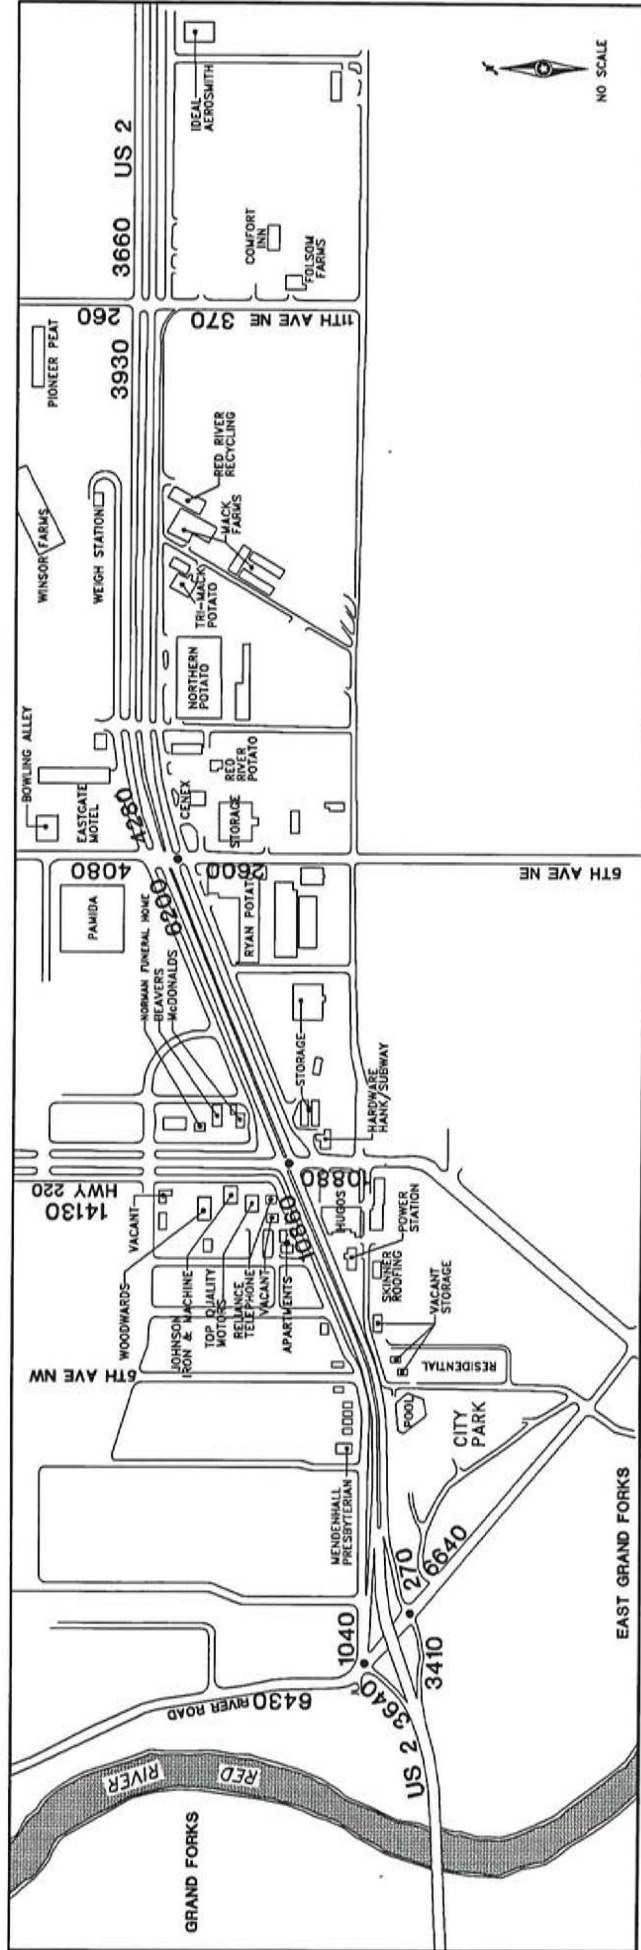 GRAND FORKS
RED
RIVER
US 2
3640
3410
6430
RIVER ROAD
1040
270
6640
EAST GRAND FORKS
MENDENHALL
PRESBYTERIAN
CITY
PARK
POOL
RESIDENTIAL
5TH AVE NW
VACANT
STORAGE
SKINNER
ROOFING
POWER
STATION
HUGOS
APARTMENTS
VACANT
RELIANCE
TELEPHONE
TOP QUALITY
MOTORS
JOHNSON
IRON & MACHINE
WOODWARDS
VACANT
14130
HWY 220
10860
10880
HARDWARE
HANK/SUBWAY
STORAGE
NORMAN FUNERAL HOME
BEAVERS
McDONALDS
PAMIDA
6200
4080
4280
2600
RYAN POTATO
6TH AVE NE
BOWLING ALLEY
EASTGATE
MOTEL
CENEX
STORAGE
RED
RIVER
POTATO
NORTHERN
POTATO
TRI-MACK
POTATO
MACK
FARMS
RED RIVER
RECYCLING
WEIGH STATION
WINSOR FARMS
PIONEER PEAT
3930
260
370
11TH AVE NE
3660
US 2
FOLSOM
FARMS
COMFORT
INN
IDEAL
AEROSMITH
NO SCALE